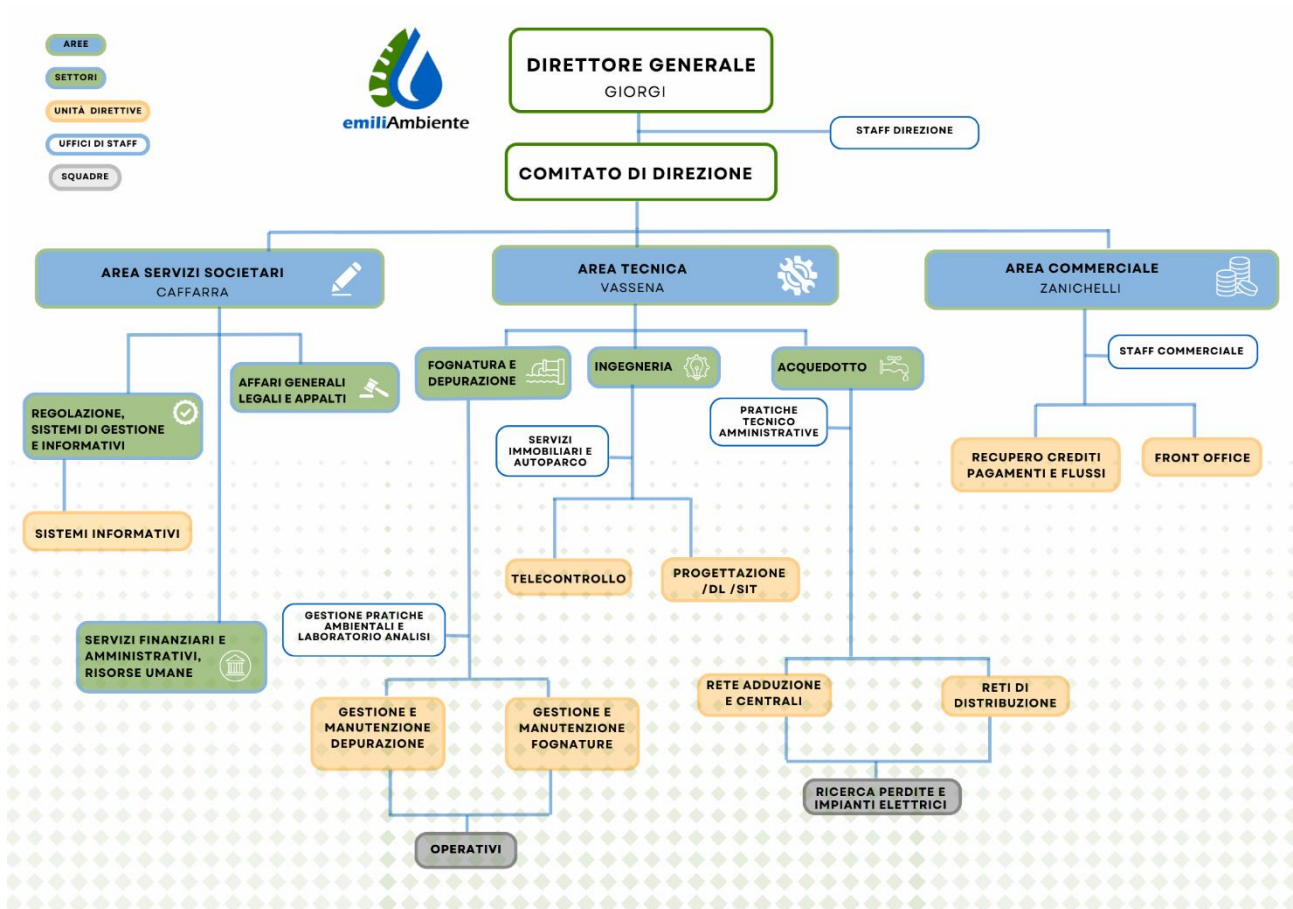 AREE
SETTORI
UNITÀ DIRETTIVE
UFFICI DI STAFF
SQUADRE
emiliAmbiente
DIRETTORE GENERALE
GIORGI
STAFF DIREZIONE
COMITATO DI DIREZIONE
AREA SERVIZI SOCIETARI
CAFFARRA
AREA TECNICA
VASSENA
AREA COMMERCIALE
ZANICHELLI
STAFF COMMERCIALE
REGOLAZIONE,
SISTEMI DI GESTIONE
E INFORMATIVI
AFFARI GENERALI
LEGALI E APPALTI
FOGNATURA E
DEPURAZIONE
INGEGNERIA
ACQUEDOTTO
PRATICHE
TECNICO
AMMINISTRATIVE
SERVIZI
IMMOBILIARI E
AUTOPARCO
RECUPERO CREDITI
PAGAMENTI E FLUSSI
FRONT OFFICE
SISTEMI INFORMATIVI
TELECONTROLLO
PROGETTAZIONE
/DL /SIT
GESTIONE PRATICHE
AMBIENTALI E
LABORATORIO ANALISI
SERVIZI FINANZIARI E
AMMINISTRATIVI,
RISORSE UMANE
RETE ADDUZIONE
E CENTRALI
RETI DI
DISTRIBUZIONE
GESTIONE E
MANUTENZIONE
DEPURAZIONE
GESTIONE E
MANUTENZIONE
FOGNATURE
RICERCA PERDITE E
IMPIANTI ELETTRICI
OPERATIVI